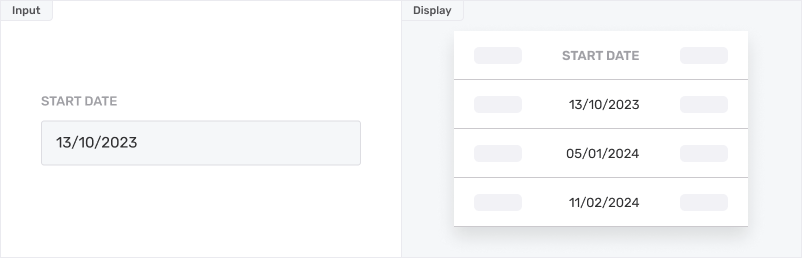 Input
START DATE
13/10/2023
Display
START DATE
13/10/2023
05/01/2024
11/02/2024